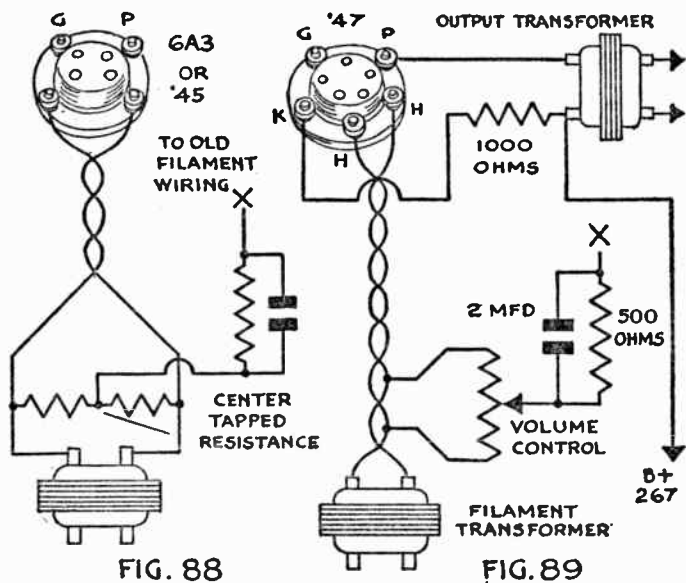 G P
6A3
OR
'45
TO OLD
FILAMENT
WIRING
X
CENTER
TAPPED
RESISTANCE
FIG. 88
'47
G P
K H
H
OUTPUT TRANSFORMER
1000
OHMS
X
2 MFD
500
OHMS
VOLUME
CONTROL
B+
267
FILAMENT
TRANSFORMER
FIG. 89